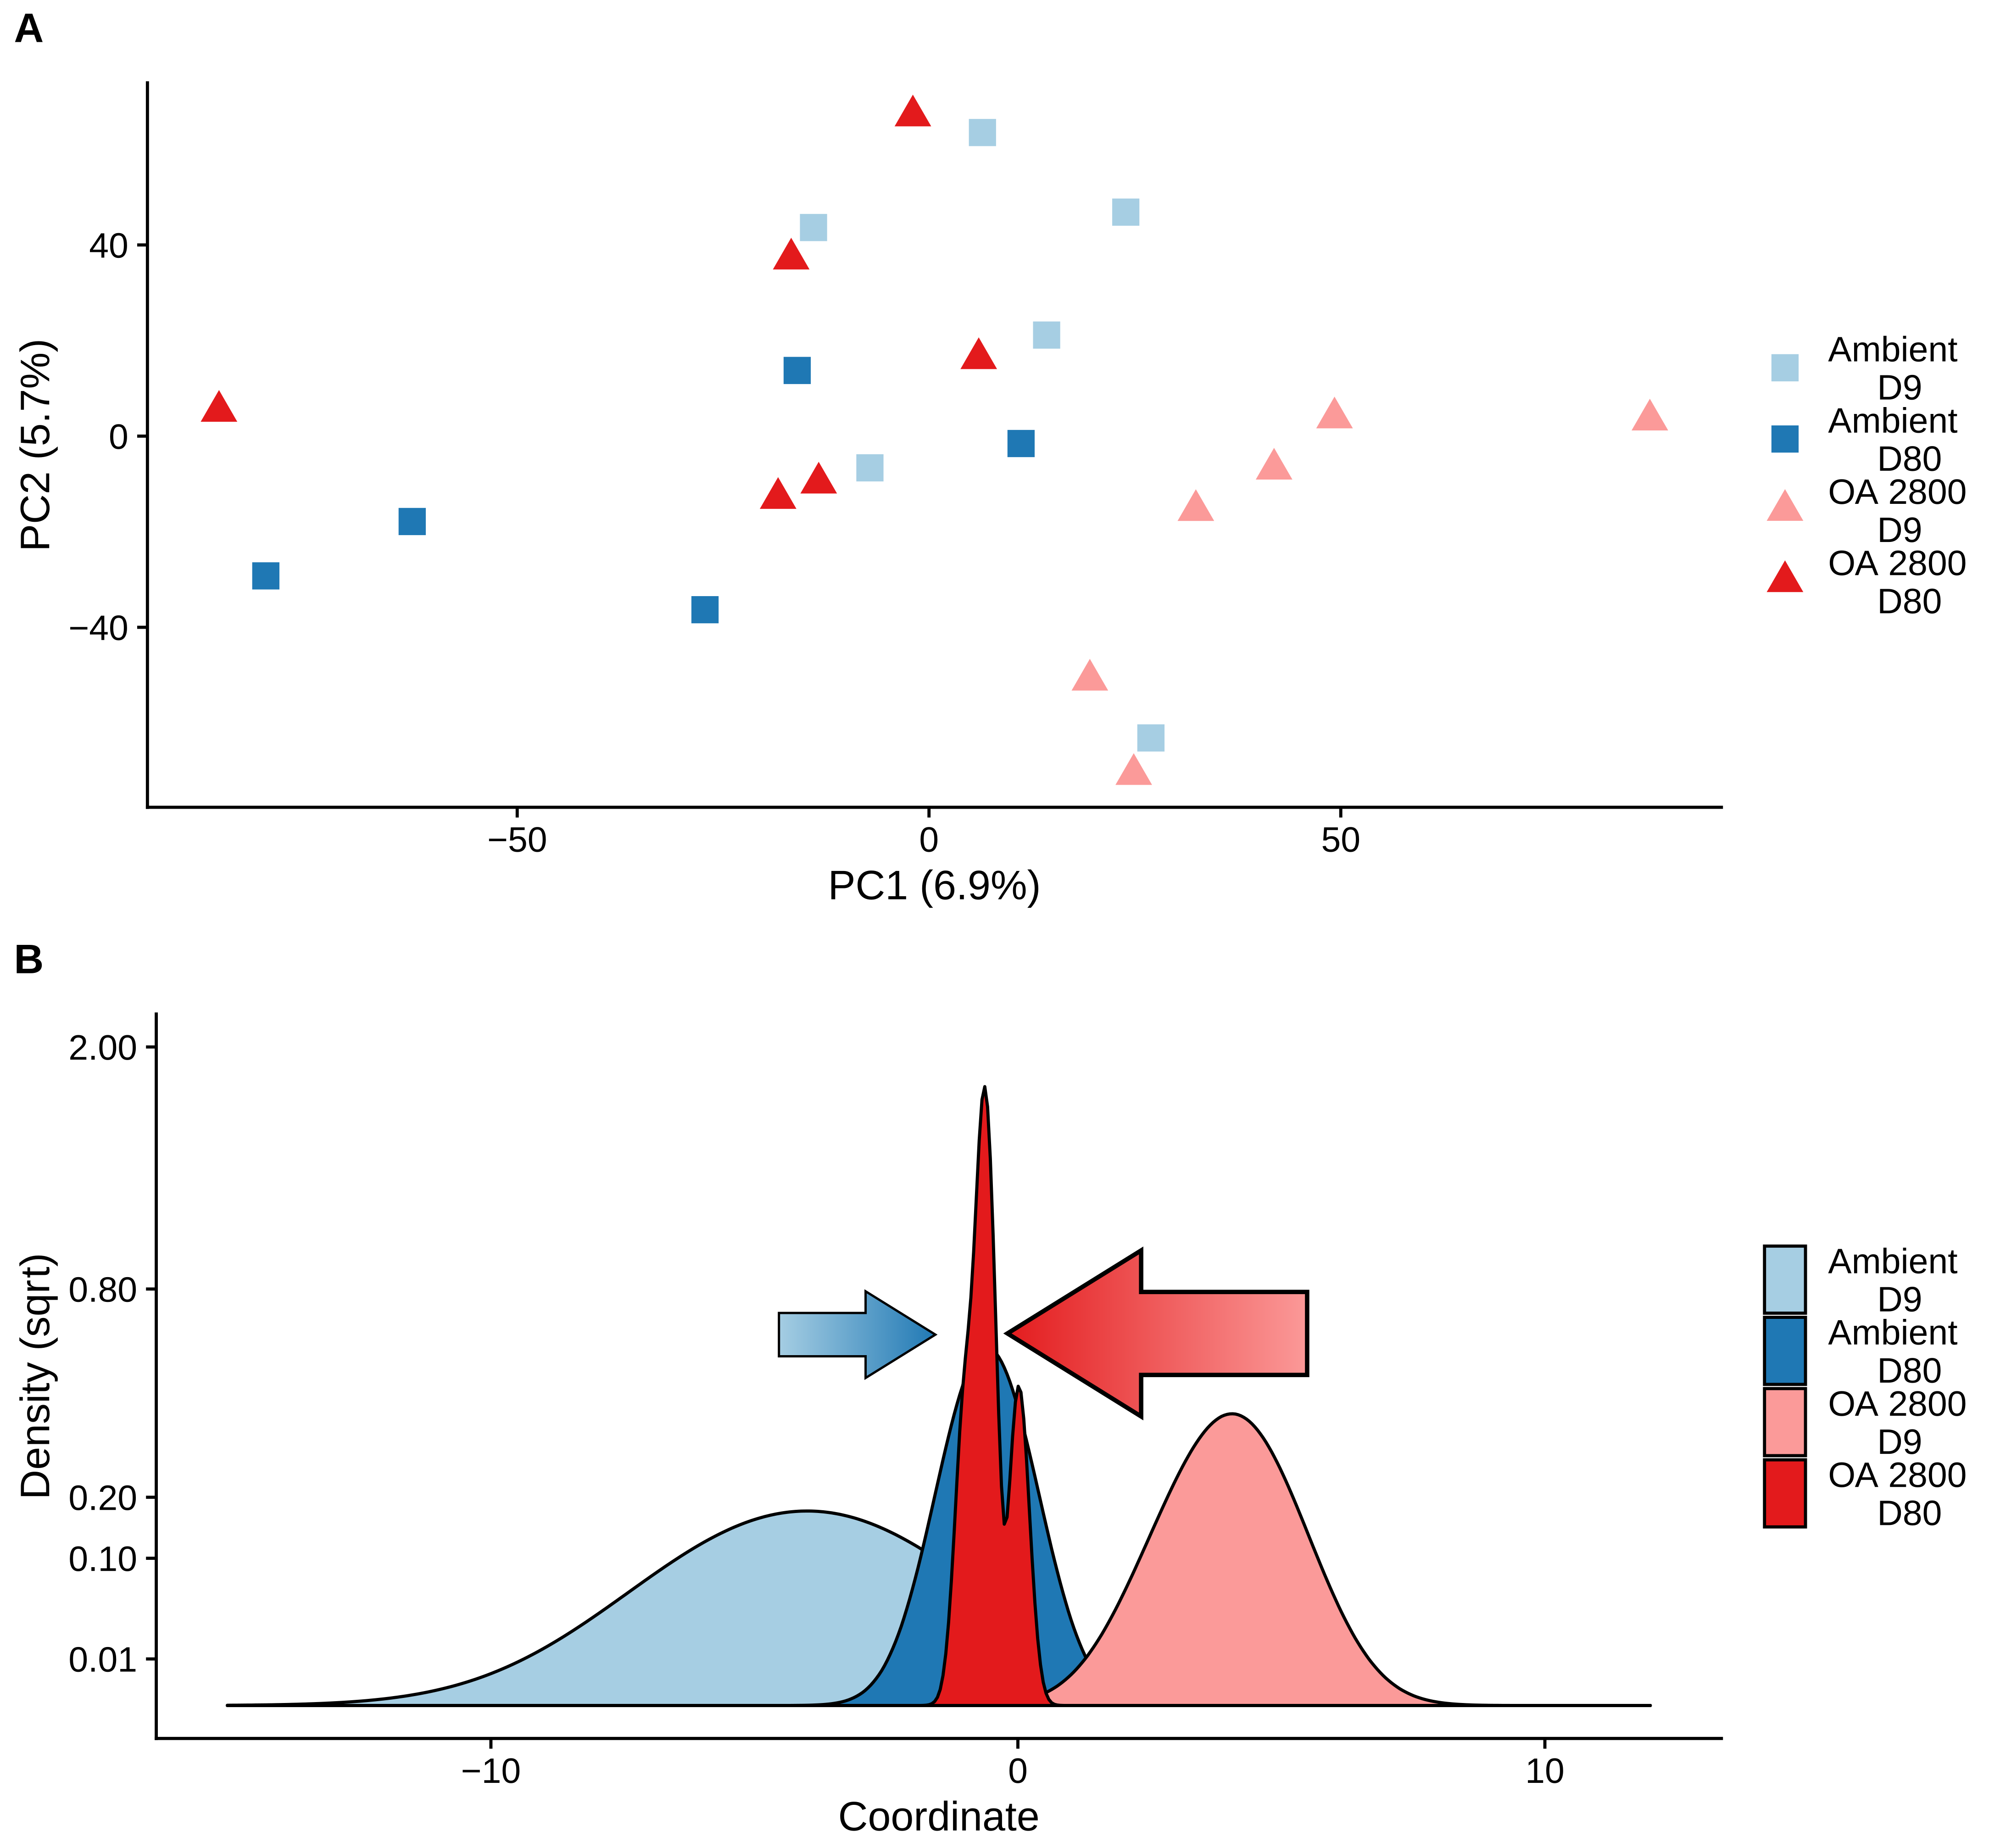 A
40
0
−40
PC2 (5.7%)
−50
0
50
PC1 (6.9%)
Ambient
D9
Ambient
D80
OA 2800
D9
OA 2800
D80
B
2.00
0.80
0.20
0.10
0.01
Density (sqrt)
−10
0
10
Coordinate
Ambient
D9
Ambient
D80
OA 2800
D9
OA 2800
D80